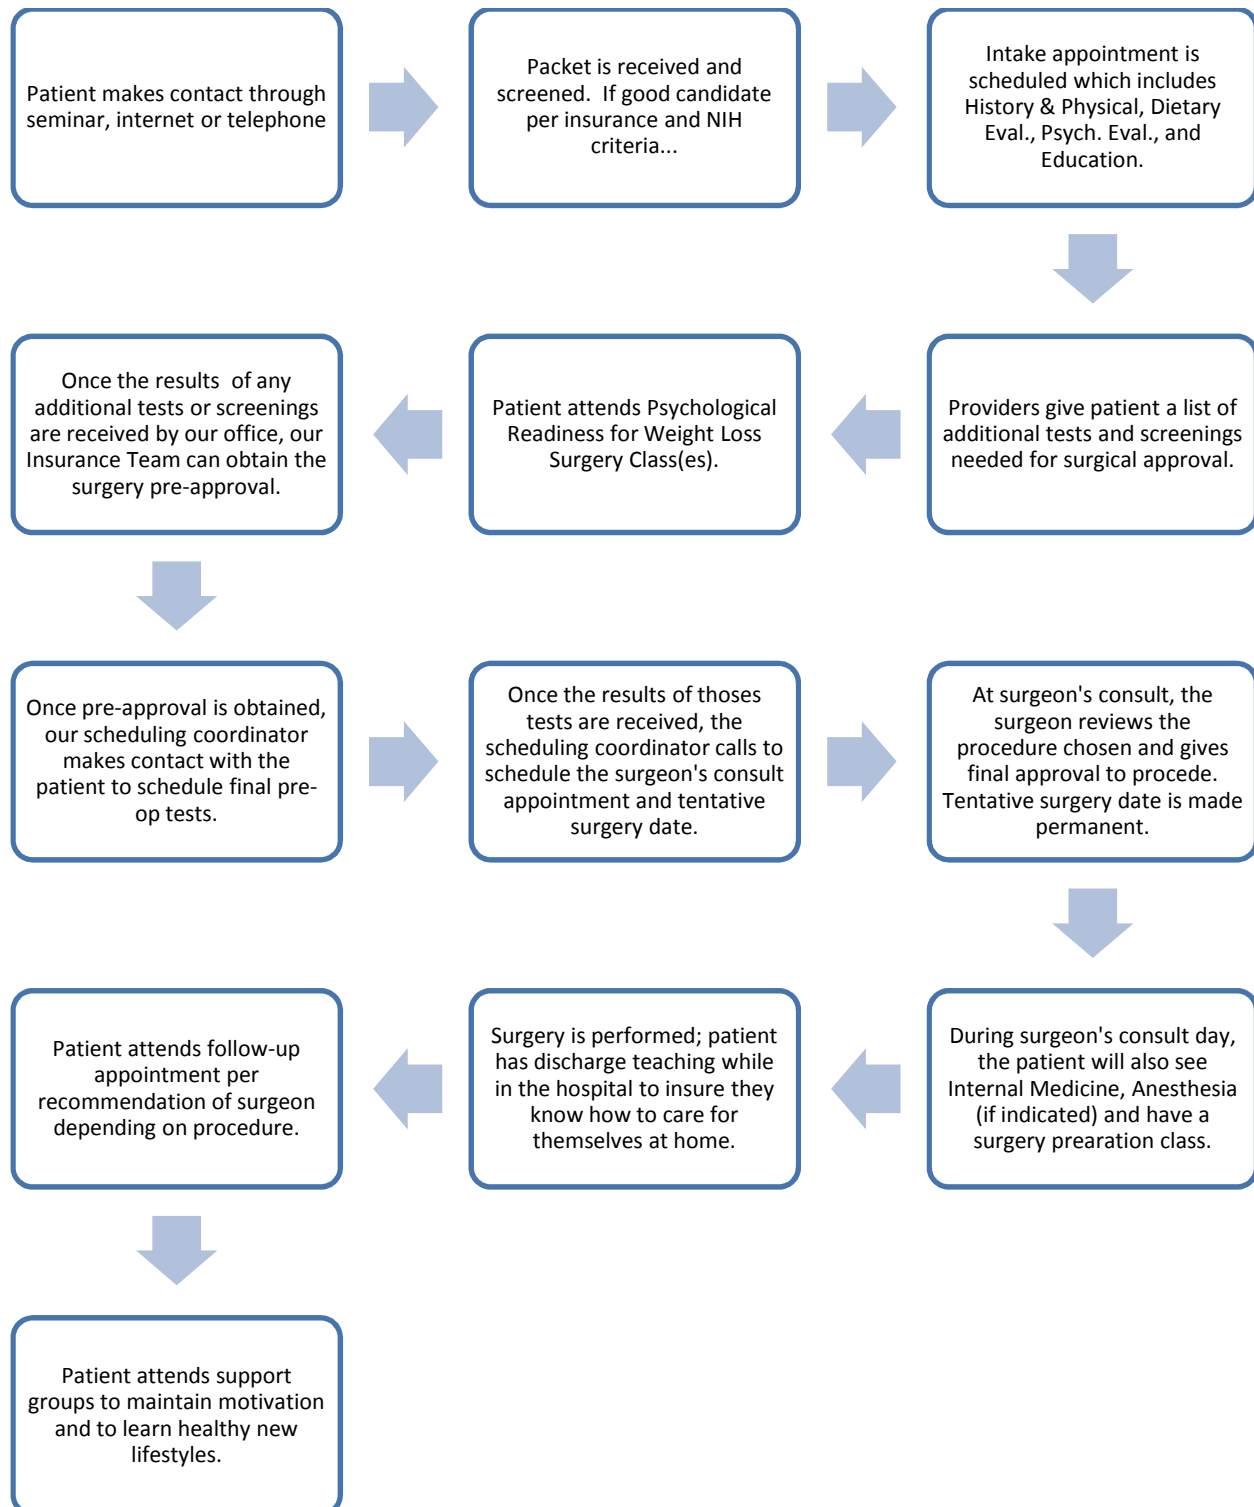 Patient makes contact through
seminar, internet or telephone
Packet is received and
screened.  If good candidate
per insurance and NIH
criteria...
Intake appointment is
scheduled which includes
History & Physical, Dietary
Eval., Psych. Eval., and
Education.
Providers give patient a list of
additional tests and screenings
needed for surgical approval.
Patient attends Psychological
Readiness for Weight Loss
Surgery Class(es).
Once the results  of any
additional tests or screenings
are received by our office, our
Insurance Team can obtain the
surgery pre-approval.
Once pre-approval is obtained,
our scheduling coordinator
makes contact with the
patient to schedule final pre-
op tests.
Once the results of thoses
tests are received, the
scheduling coordinator calls to
schedule the surgeon's consult
appointment and tentative
surgery date.
At surgeon's consult, the
surgeon reviews the
procedure chosen and gives
final approval to procede.
Tentative surgery date is made
permanent.
During surgeon's consult day,
the patient will also see
Internal Medicine, Anesthesia
(if indicated) and have a
surgery prearation class.
Surgery is performed; patient
has discharge teaching while
in the hospital to insure they
know how to care for
themselves at home.
Patient attends follow-up
appointment per
recommendation of surgeon
depending on procedure.
Patient attends support
groups to maintain motivation
and to learn healthy new
lifestyles.